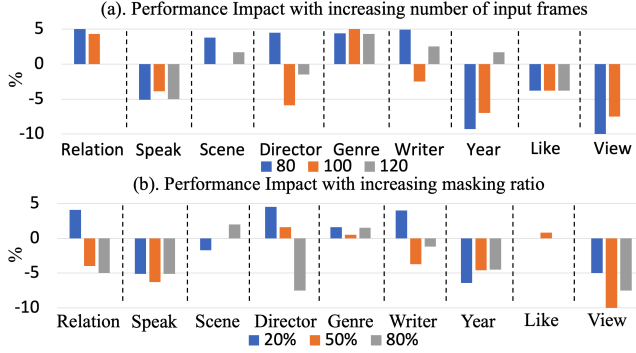 (a). Performance Impact with increasing number of input frames
5
0
-5
-10
%
Relation Speak Scene Director Genre Writer Year Like View
80 100 120
(b). Performance Impact with increasing masking ratio
5
0
-5
-10
%
Relation Speak Scene Director Genre Writer Year Like View
20% 50% 80%